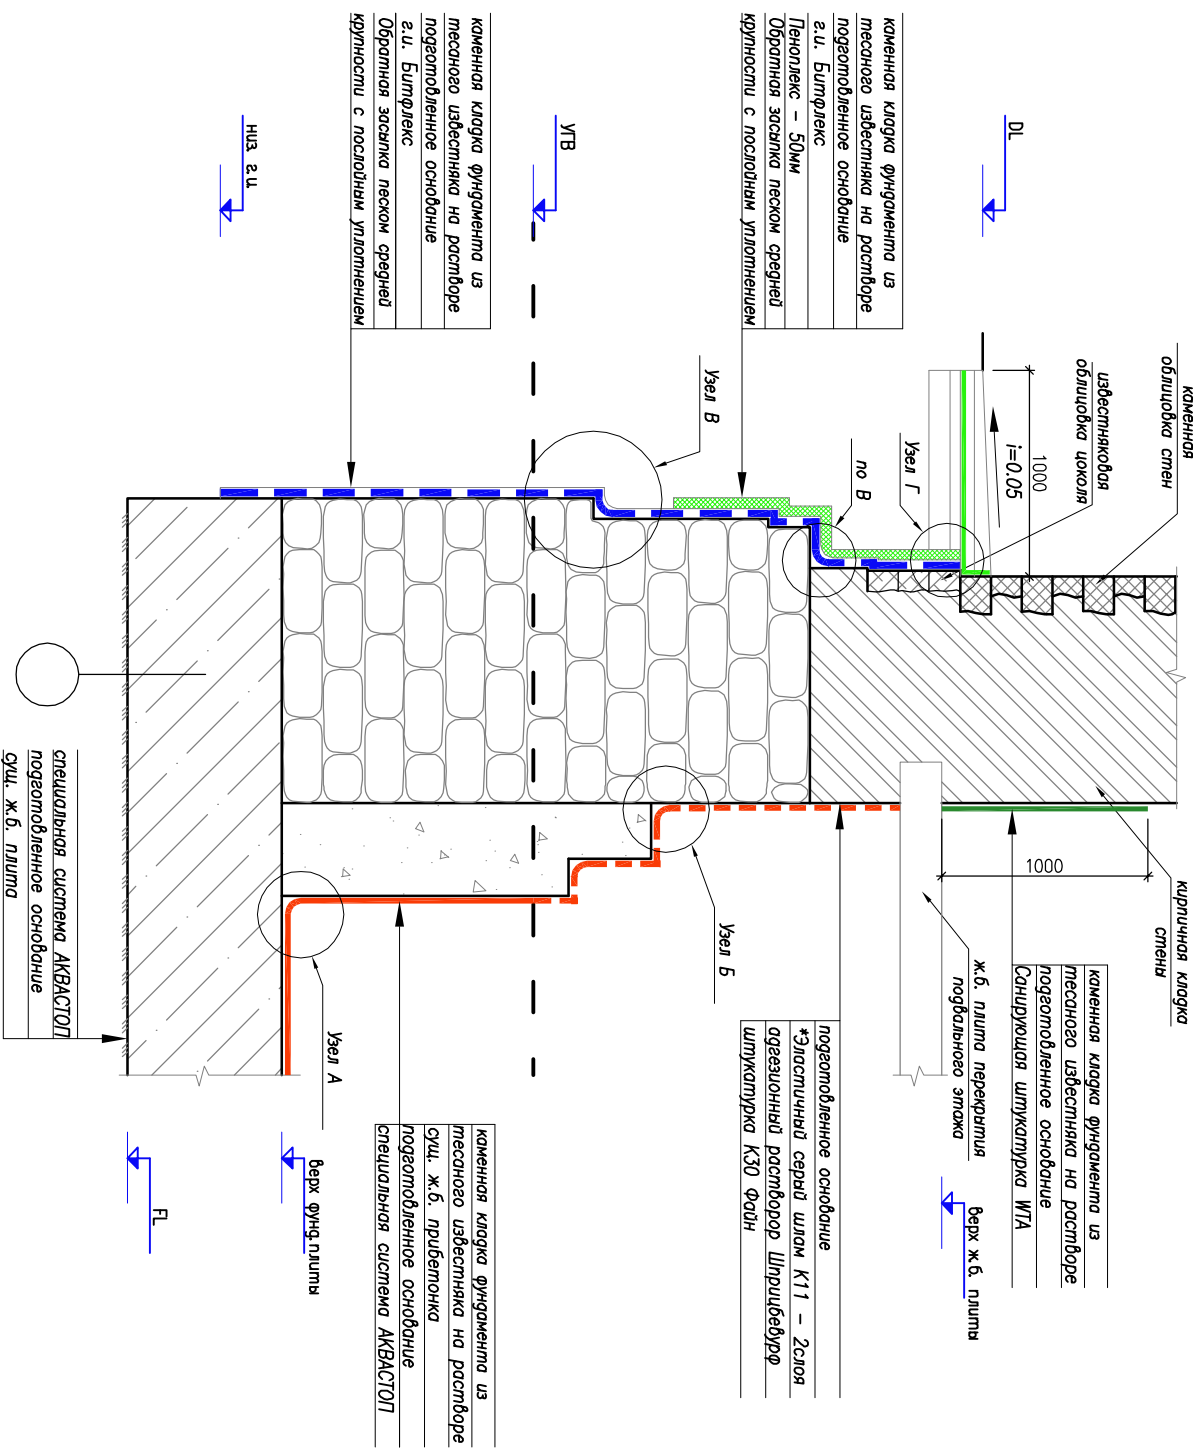 каменная
облицовка стен
известняковая
облицовка цоколя
1000
i=0.05
DL
каменная кладка фундамента из
тесаного известняка на растворе
подготовленное основание
г.и. Битфлекс
Пеноплекс - 50мм
Обратная засыпка песком средней
крупности с послойным уплотнением
Узел Г
по В
Узел В
УГВ
каменная кладка фундамента из
тесаного известняка на растворе
подготовленное основание
г.и. Битфлекс
Обратная засыпка песком средней
крупности с послойным уплотнением
низ г.и.
кирпичная кладка
стены
1000
каменная кладка фундамента из
тесаного известняка на растворе
подготовленное основание
Санирующая штукатурка WTA
ж.б. плита перекрытия
подвального этажа
верх ж.б. плиты
подготовленное основание
*Эластичный серый шлам К11 - 2слоя
адгезионный растворор Шприцбевурф
штукатурка К30 Файн
Узел Б
каменная кладка фундамента из
тесаного известняка на растворе
сущ. ж.б. прибетонка
подготовленное основание
специальная система АКВАСТОП
Узел А
верх фунд.плиты
FL
специальная система АКВАСТОП
подготовленное основание
сущ. ж.б. плита